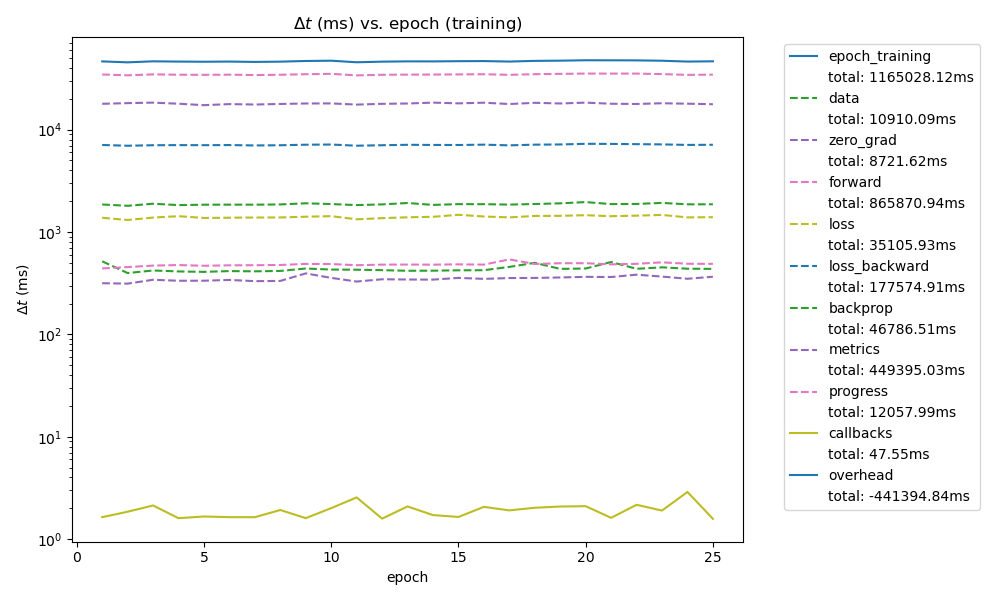 Δt (ms) vs. epoch (training)
Δt (ms)
10^4
10^3
10^2
10^1
10^0
0 5 10 15 20 25
epoch
epoch_training
total: 1165028.12ms
data
total: 10910.09ms
zero_grad
total: 8721.62ms
forward
total: 865870.94ms
loss
total: 35105.93ms
loss_backward
total: 177574.91ms
backprop
total: 46786.51ms
metrics
total: 449395.03ms
progress
total: 12057.99ms
callbacks
total: 47.55ms
overhead
total: -441394.84ms